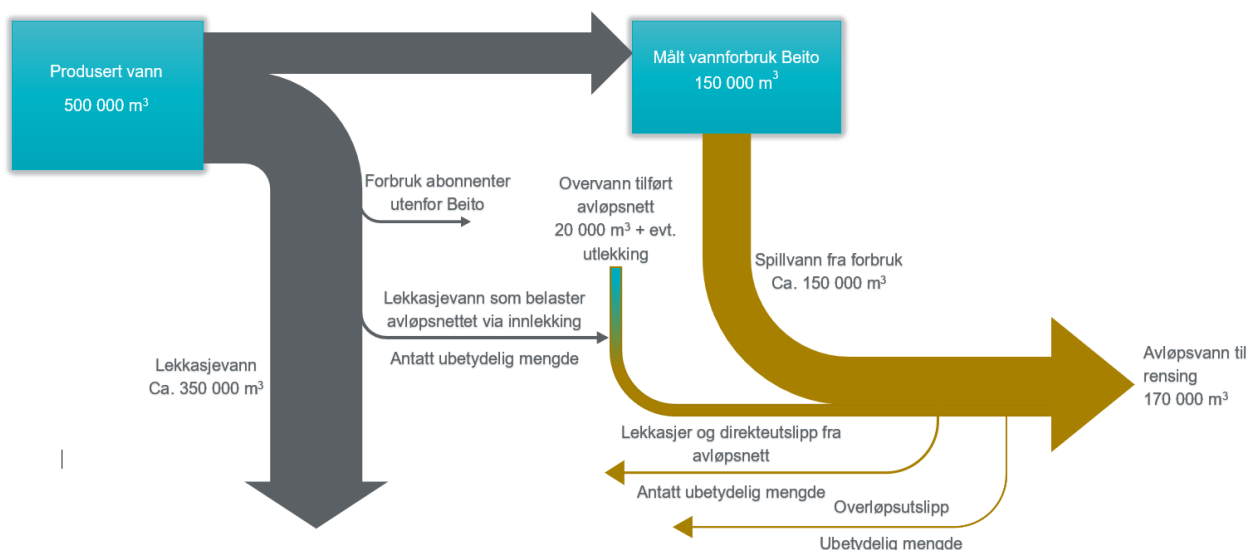 Produsert vann
500 000 m³
Målt vannforbruk Beito
150 000 m³
Forbruk abonnenter
utenfor Beito
Overvann tilført
avløpsnett
20 000 m³ + evt.
utlekking
Spillvann fra forbruk
Ca. 150 000 m³
Lekkasjevann som belaster
avløpsnettet via innlekking
Antatt ubetydelig mengde
Lekkasjevann
Ca. 350 000 m³
Avløpsvann til
rensing
170 000 m³
Lekkasjer og direkteutslipp fra
avløpsnett
Antatt ubetydelig mengde
Overløpsutslipp
Ubetydelig mengde